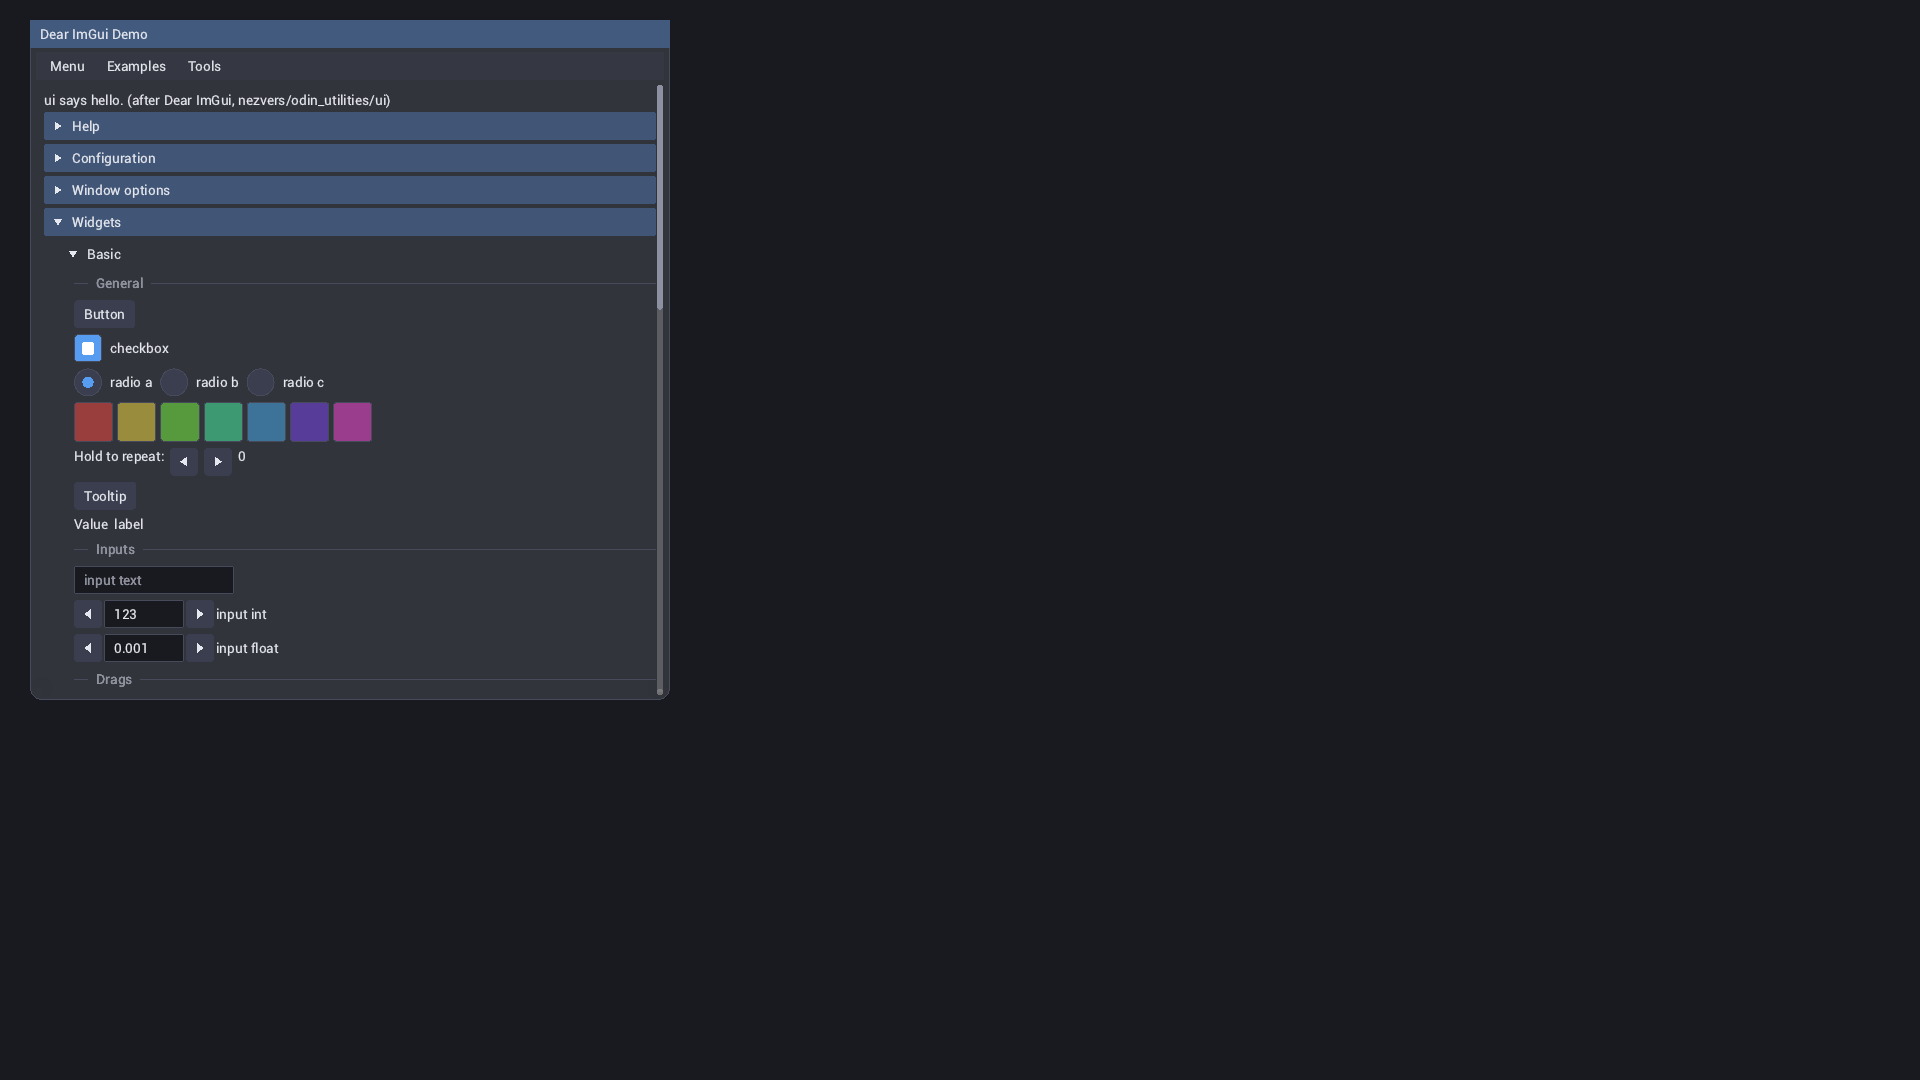 Dear ImGui Demo
Menu Examples Tools
ui says hello. (after Dear ImGui, nezvers/odin_utilities/ui)
Help
Configuration
Window options
Widgets
Basic
General
Button
checkbox
radio a radio b radio c
Hold to repeat: 0
Tooltip
Value label
Inputs
input text
123 input int
0.001 input float
Drags